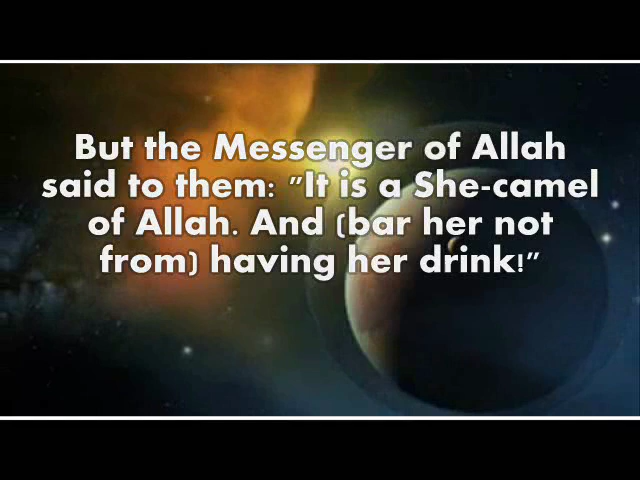 But the Messenger of Allah
said to them: "It is a She-camel
of Allah. And (bar her not
from) having her drink!"